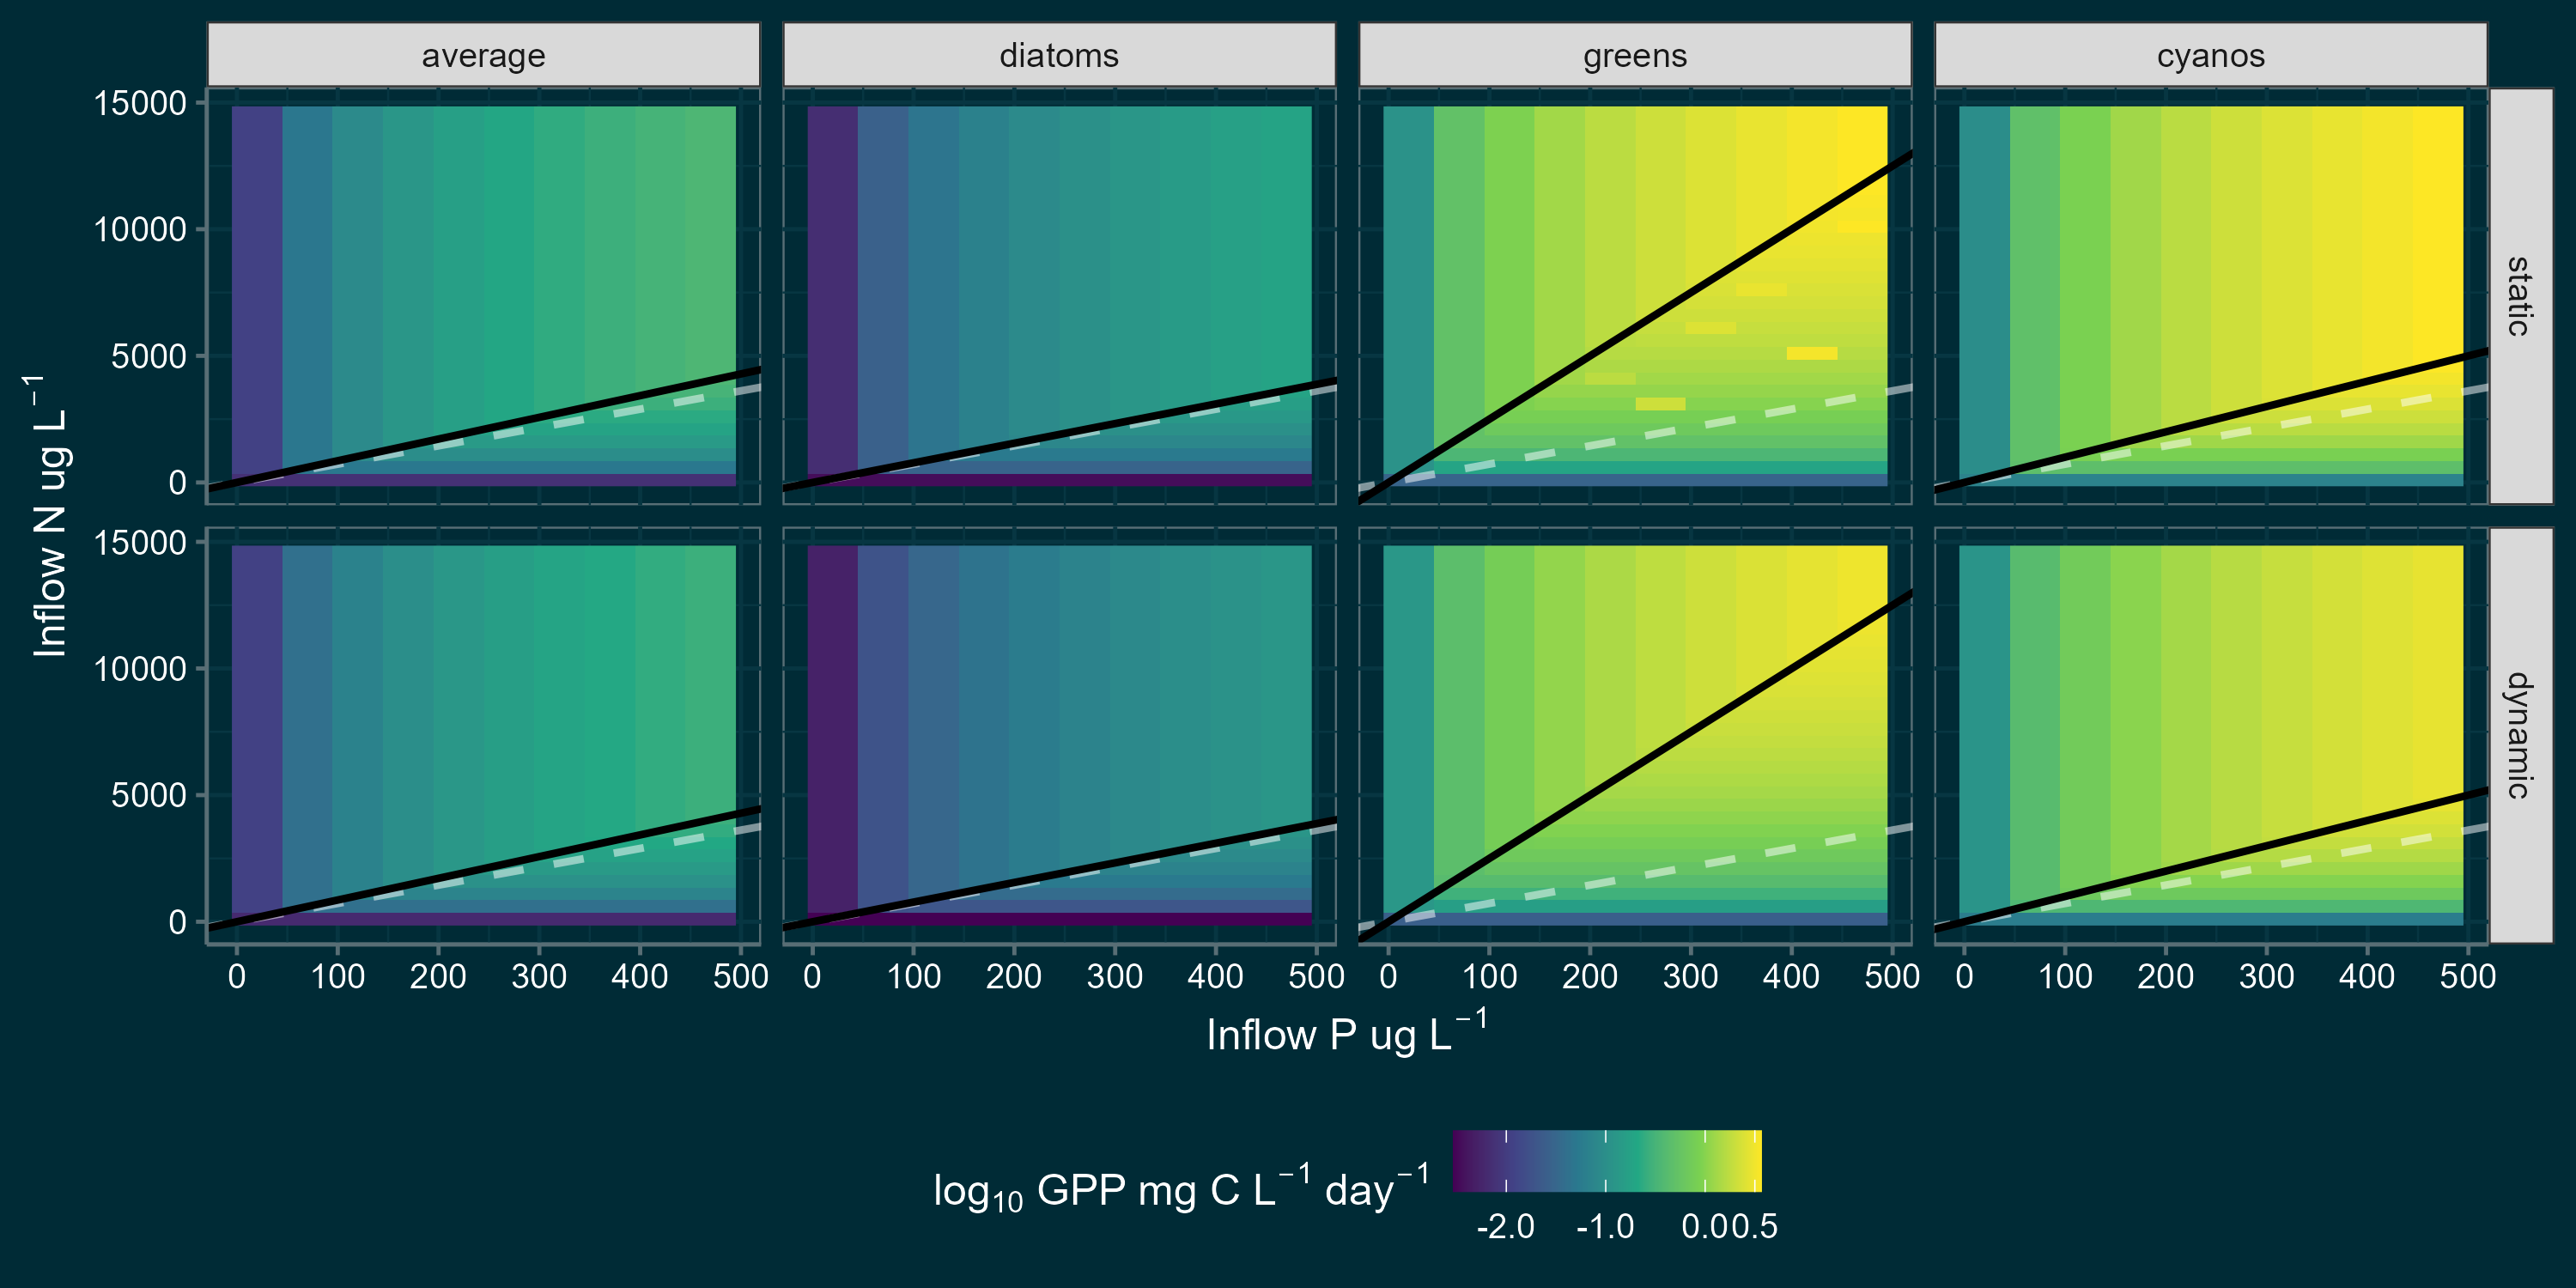 average diatoms greens cyanos
15000
10000
5000
0
static
Inflow N ug L⁻¹
15000
10000
5000
0
dynamic
0 100 200 300 400 500 0 100 200 300 400 500 0 100 200 300 400 500 0 100 200 300 400 500
Inflow P ug L⁻¹
log₁₀ GPP mg C L⁻¹ day⁻¹
-2.0 -1.0 0.0 0.5